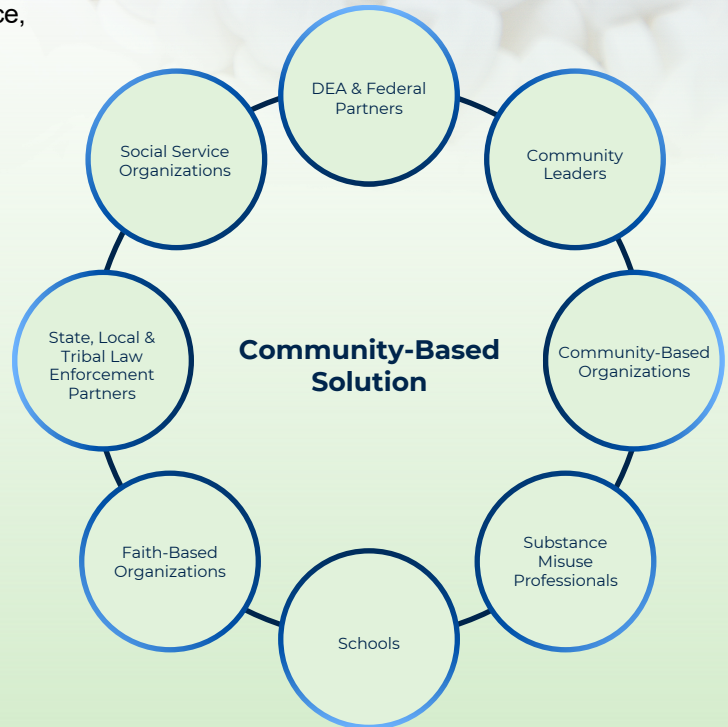 ce,
DEA & Federal
Partners
Social Service
Organizations
Community
Leaders
State, Local &
Tribal Law
Enforcement
Partners
Community-Based
Solution
Community-Based
Organizations
Faith-Based
Organizations
Substance
Misuse
Professionals
Schools